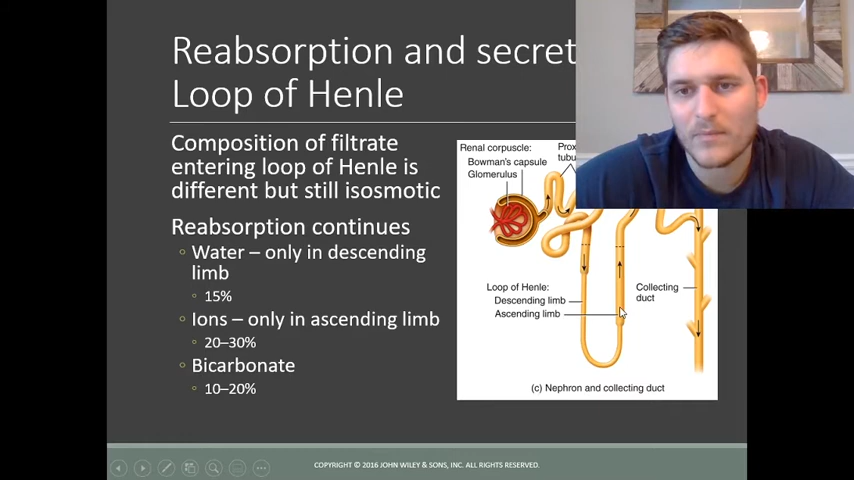 Reabsorption and
Loop of Henle
Composition of filtrate
entering loop of Henle is
different but still isosmotic
Reabsorption continues
◦ Water – only in descending
limb
◦ 15%
◦ Ions – only in ascending limb
◦ 20–30%
◦ Bicarbonate
◦ 10–20%
Renal corpuscle:
Bowman's capsule
Glomerulus
Loop of Henle:
Descending limb
Ascending limb
Collecting
duct
(c) Nephron and collecting duct
COPYRIGHT © 2016 JOHN WILEY & SONS, INC. ALL RIGHTS RESERVED.